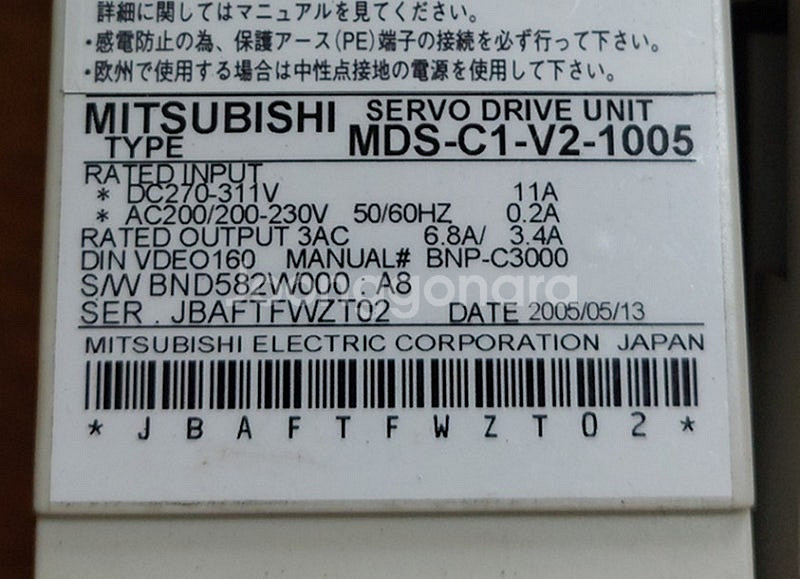 詳細に関してはマニュアルを見てください。
・感電防止の為、保護アース(PE)端子の接続を必ず行って下さい。
・欧州で使用する場合は中性点接地の電源を使用して下さい。
MITSUBISHI SERVO DRIVE UNIT
TYPE MDS-C1-V2-1005
RATED INPUT
* DC270-311V 11A
* AC200/200-230V 50/60HZ 0.2A
RATED OUTPUT 3AC 6.8A/ 3.4A
DIN VDE0160 MANUAL# BNP-C3000
S/W BND582W000 . A8
SER . JBAFTFWZT02 DATE 2005/05/13
MITSUBISHI ELECTRIC CORPORATION JAPAN
* J B A F T F W Z T 0 2 *
joonggonara